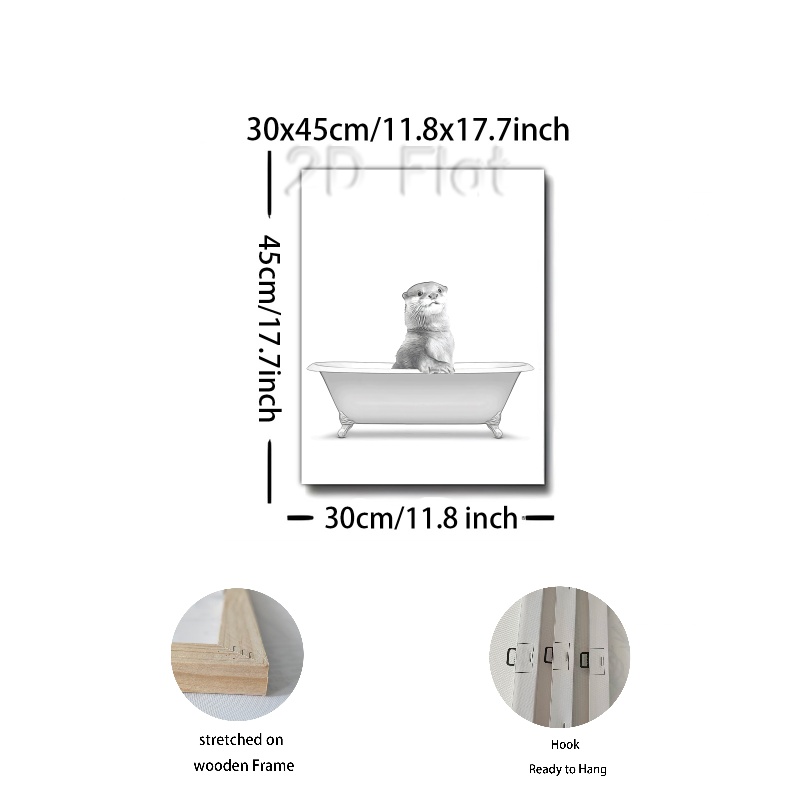 30x45cm/11.8x17.7inch
2D Flat
45cm/17.7inch
30cm/11.8 inch
stretched on
wooden Frame
Hook
Ready to Hang